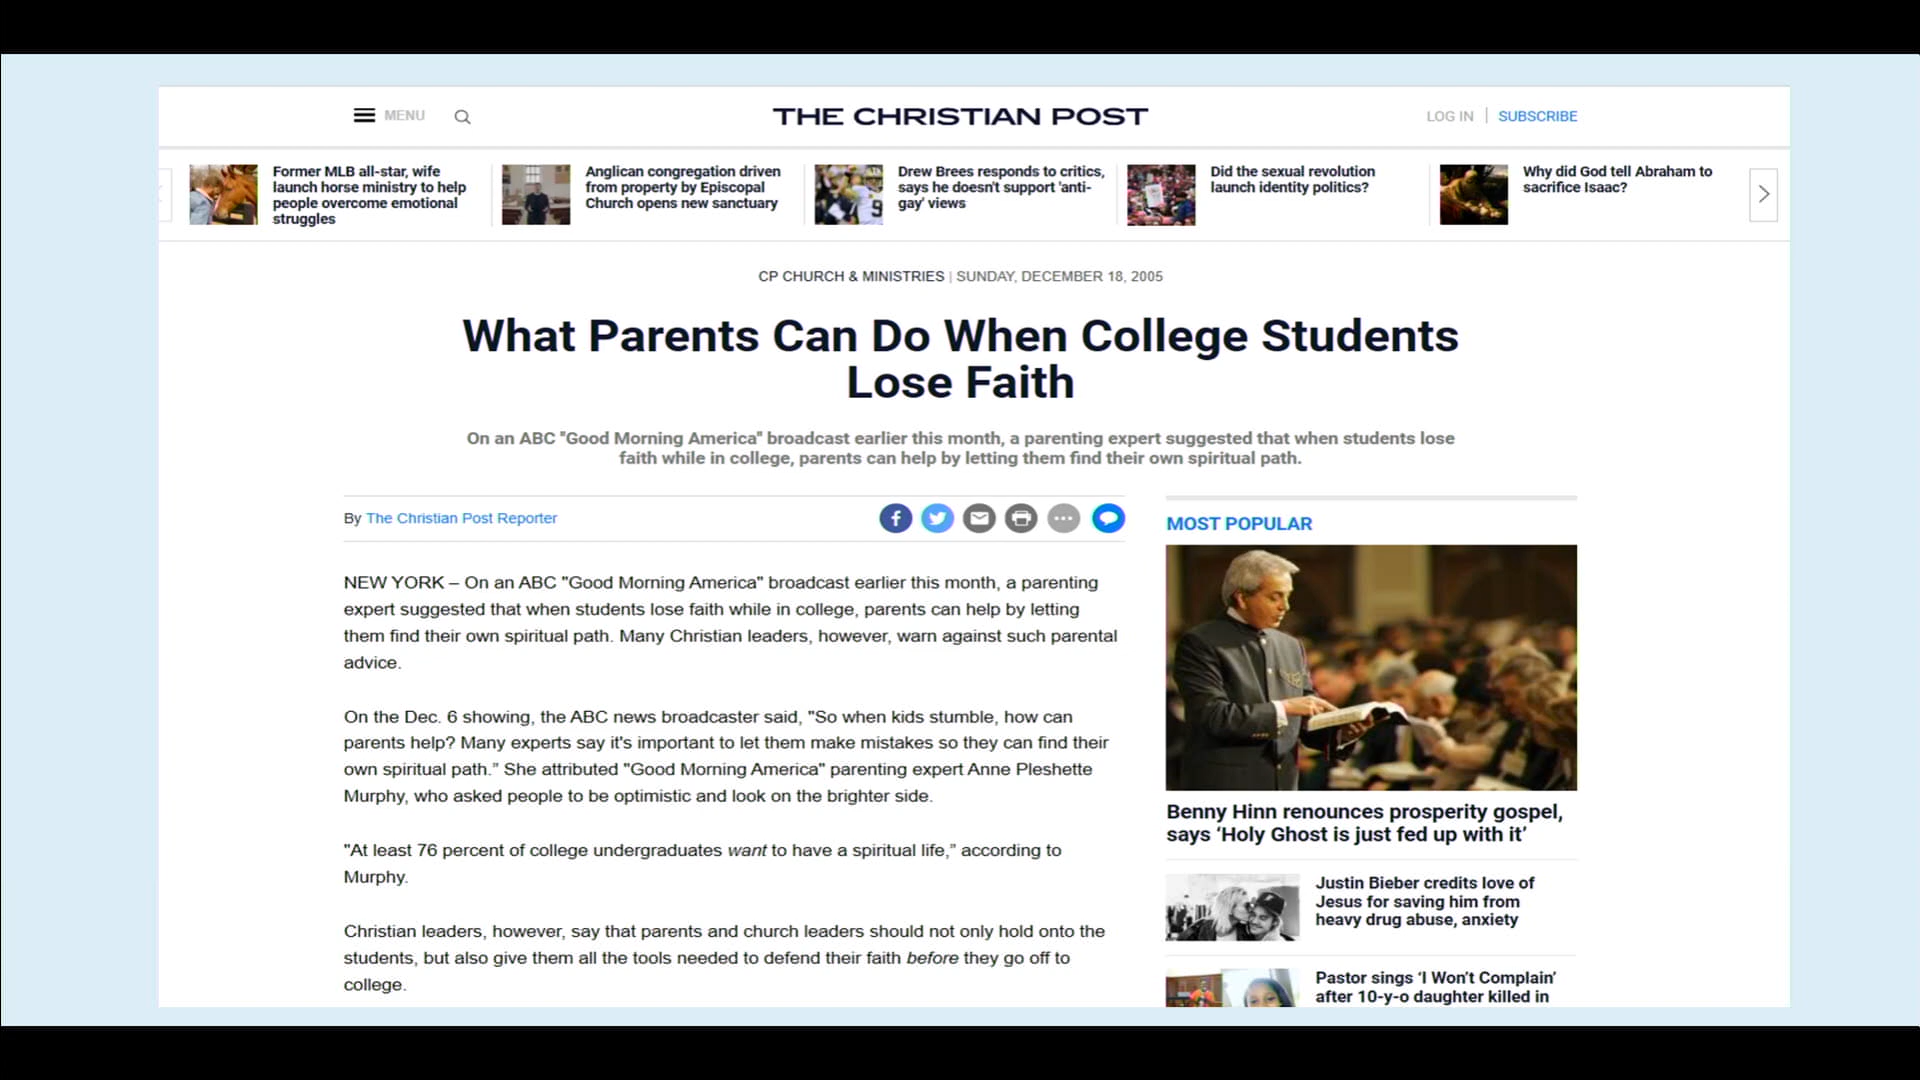 MENU
THE CHRISTIAN POST
LOG IN | SUBSCRIBE
Former MLB all-star, wife
launch horse ministry to help
people overcome emotional
struggles
Anglican congregation driven
from property by Episcopal
Church opens new sanctuary
Drew Brees responds to critics,
says he doesn't support 'anti-
gay' views
9
Did the sexual revolution
launch identity politics?
Why did God tell Abraham to
sacrifice Isaac?
CP CHURCH & MINISTRIES | SUNDAY, DECEMBER 18, 2005
What Parents Can Do When College Students
Lose Faith
On an ABC "Good Morning America" broadcast earlier this month, a parenting expert suggested that when students lose
faith while in college, parents can help by letting them find their own spiritual path.
By The Christian Post Reporter
NEW YORK – On an ABC "Good Morning America" broadcast earlier this month, a parenting
expert suggested that when students lose faith while in college, parents can help by letting
them find their own spiritual path. Many Christian leaders, however, warn against such parental
advice.
On the Dec. 6 showing, the ABC news broadcaster said, "So when kids stumble, how can
parents help? Many experts say it's important to let them make mistakes so they can find their
own spiritual path.” She attributed "Good Morning America" parenting expert Anne Pleshette
Murphy, who asked people to be optimistic and look on the brighter side.
"At least 76 percent of college undergraduates want to have a spiritual life,” according to
Murphy.
Christian leaders, however, say that parents and church leaders should not only hold onto the
students, but also give them all the tools needed to defend their faith before they go off to
college.
MOST POPULAR
Benny Hinn renounces prosperity gospel,
says ‘Holy Ghost is just fed up with it’
Justin Bieber credits love of
Jesus for saving him from
heavy drug abuse, anxiety
Pastor sings ‘I Won’t Complain’
after 10-y-o daughter killed in